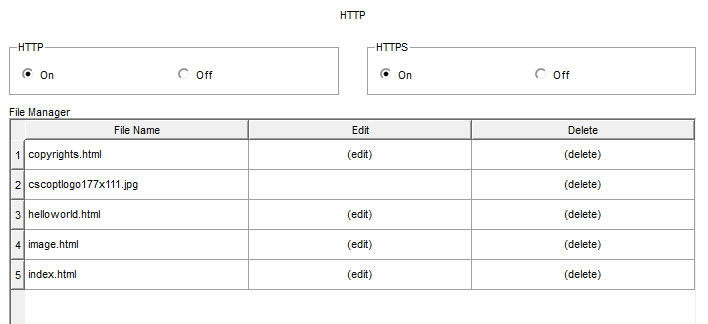 HTTP
HTTP HTTPS
On Off On Off
File Manager
File Name Edit Delete
1 copyrights.html (edit) (delete)
2 cscoptlogo177x111.jpg (delete)
3 helloworld.html (edit) (delete)
4 image.html (edit) (delete)
5 index.html (edit) (delete)